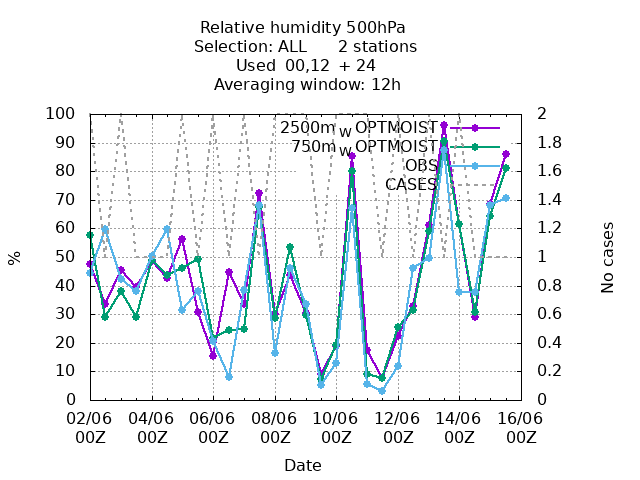 Relative humidity 500hPa
Selection: ALL 2 stations
Used 00,12 + 24
Averaging window: 12h
100 2
90 1.8
80 1.6
70 1.4
60 1.2
50 1
40 0.8
30 0.6
20 0.4
10 0.2
0 0
2500m_W OPTMOIST
750m_W OPTMOIST
OBS
CASES
%
No cases
02/06 04/06 06/06 08/06 10/06 12/06 14/06 16/06
00Z 00Z 00Z 00Z 00Z 00Z 00Z 00Z
Date